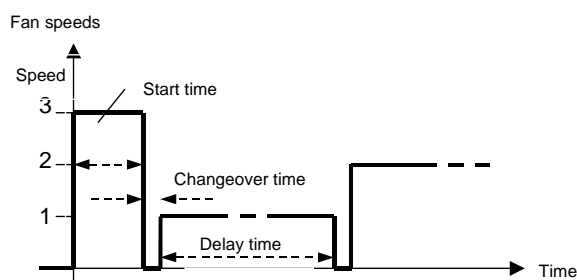 Fan speeds
Speed
Start time
3
2
Changeover time
1
Delay time
Time